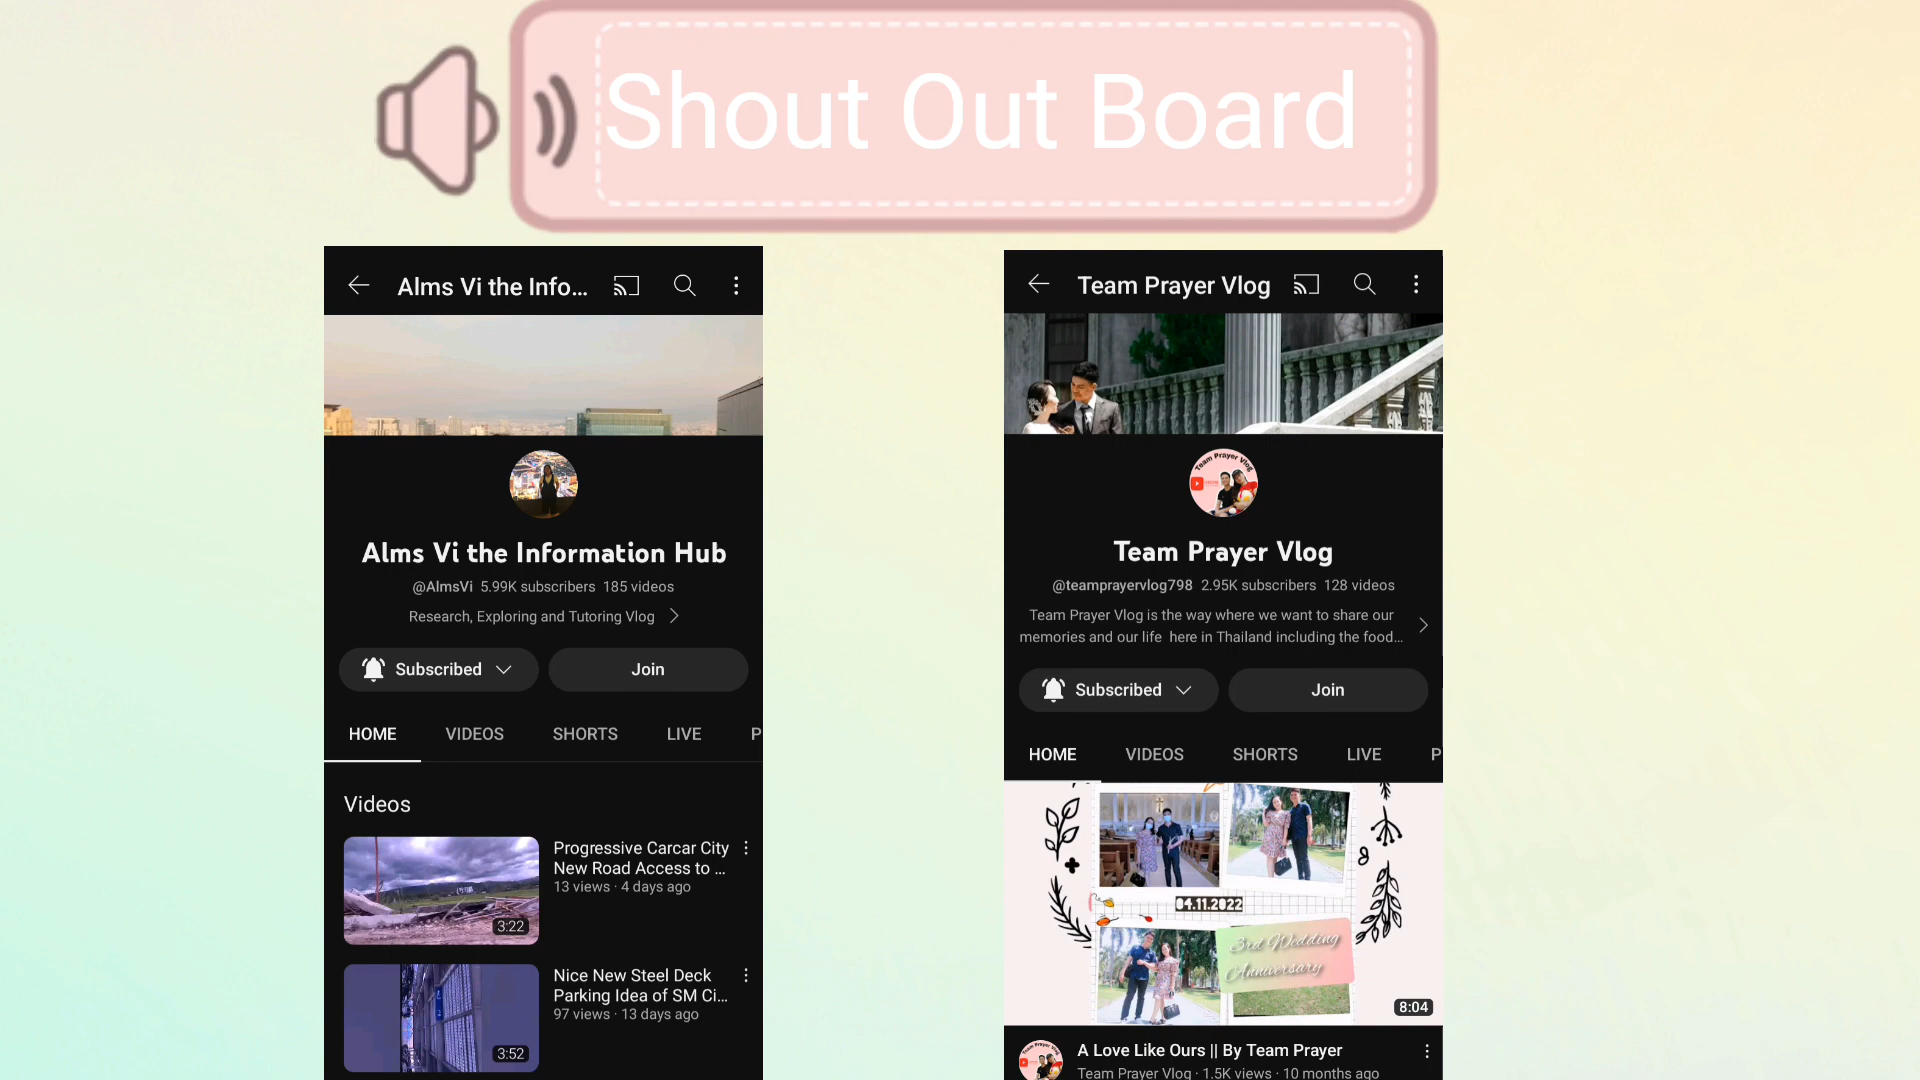 Shout Out Board
Alms Vi the Info...
Alms Vi the Information Hub
@AlmsVi 5.99K subscribers 185 videos
Research, Exploring and Tutoring Vlog
Subscribed
Join
HOME VIDEOS SHORTS LIVE P
Videos
Progressive Carcar City
New Road Access to ...
13 views · 4 days ago
3:22
Nice New Steel Deck
Parking Idea of SM Ci...
97 views · 13 days ago
3:52
Team Prayer Vlog
Team Prayer Vlog
Team Prayer Vlog
@teamprayervlog798 2.95K subscribers 128 videos
Team Prayer Vlog is the way where we want to share our
memories and our life here in Thailand including the food...
Subscribed
Join
HOME VIDEOS SHORTS LIVE P
04.11.2022
3rd Wedding
Anniversary
8:04
A Love Like Ours || By Team Prayer
Team Prayer Vlog · 1.5K views · 10 months ago